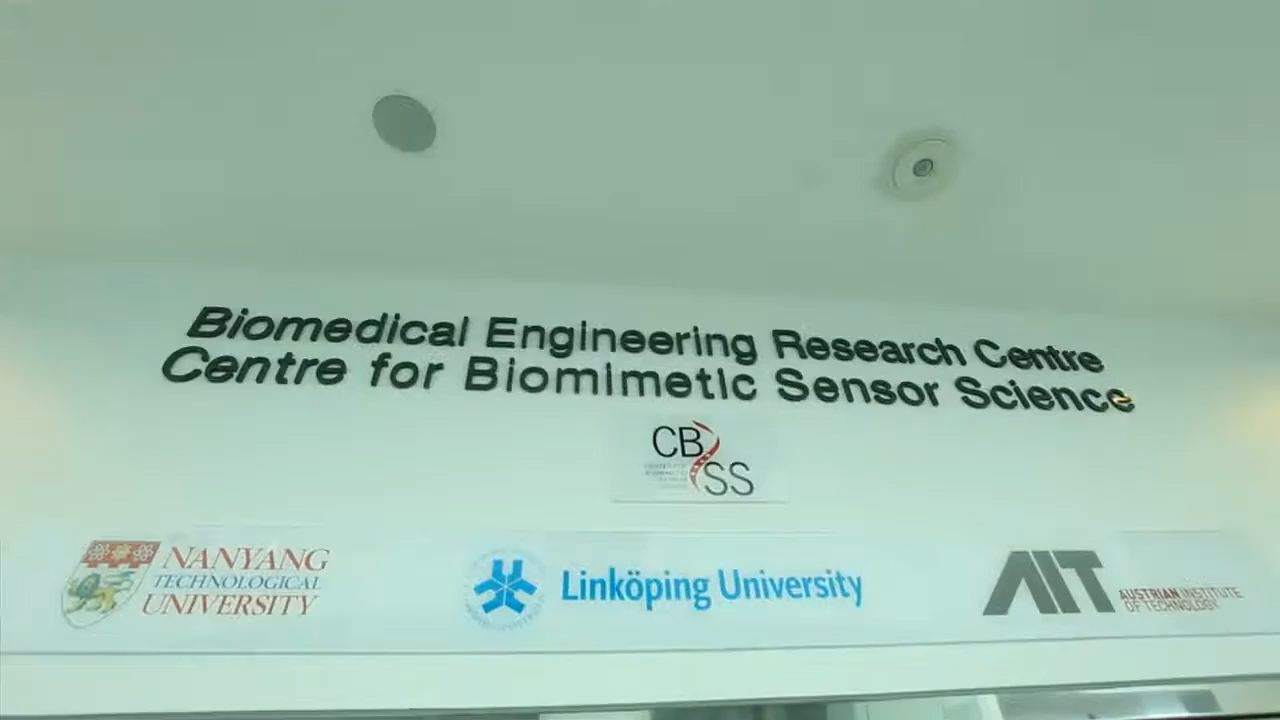 Biomedical Engineering Research Centre
Centre for Biomimetic Sensor Science
CB
SS
NANYANG
TECHNOLOGICAL
UNIVERSITY
Linköping University
AIT
AUSTRIAN INSTITUTE
OF TECHNOLOGY